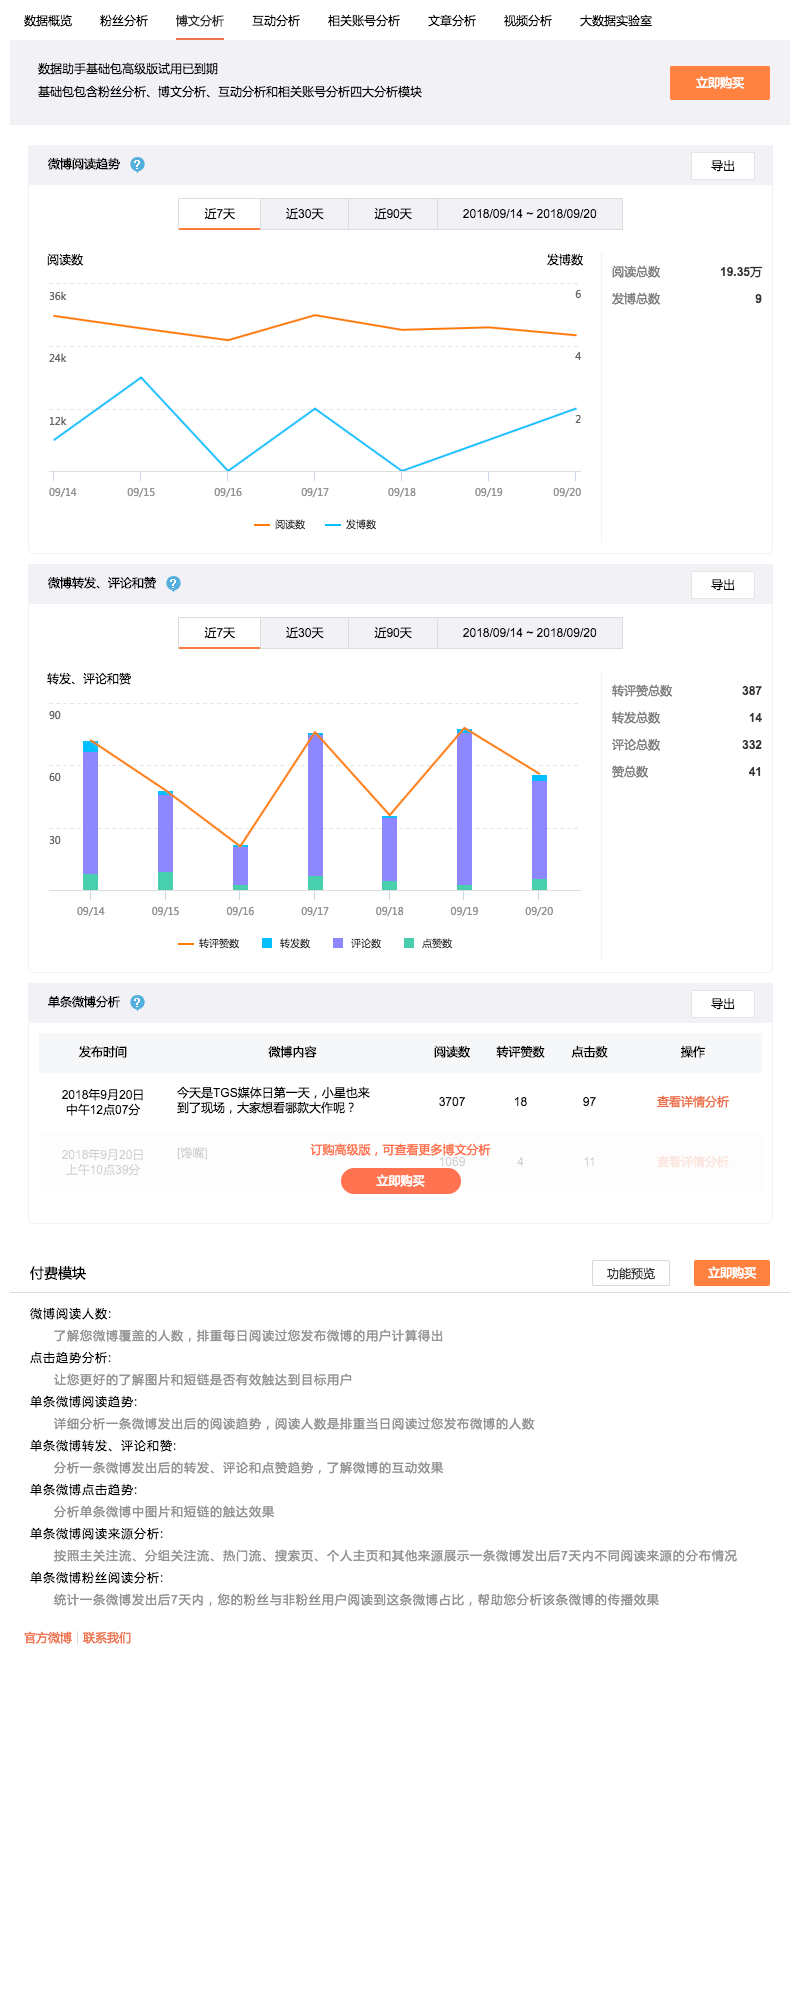 数据概览 粉丝分析 博文分析 互动分析 相关账号分析 文章分析 视频分析 大数据实验室
数据助手基础包高级版试用已到期
基础包包含粉丝分析、博文分析、互动分析和相关账号分析四大分析模块
立即购买
微博阅读趋势 ? 导出
近7天 近30天 近90天 2018/09/14 ~ 2018/09/20
阅读数 发博数
阅读总数 19.35万
发博总数 9
36k 6
24k 4
12k 2
09/14 09/15 09/16 09/17 09/18 09/19 09/20
阅读数 发博数
微博转发、评论和赞 ? 导出
近7天 近30天 近90天 2018/09/14 ~ 2018/09/20
转发、评论和赞
转评赞总数 387
转发总数 14
评论总数 332
赞总数 41
90
60
30
09/14 09/15 09/16 09/17 09/18 09/19 09/20
转评赞数 转发数 评论数 点赞数
单条微博分析 ? 导出
发布时间 微博内容 阅读数 转评赞数 点击数 操作
2018年9月20日
中午12点07分
今天是TGS媒体日第一天，小星也来
到了现场，大家想看哪款大作呢？
3707 18 97 查看详情分析
2018年9月20日
上午10点39分
[馋嘴]
1069 4 11 查看详情分析
订购高级版，可查看更多博文分析
立即购买
付费模块 功能预览 立即购买
微博阅读人数:
了解您微博覆盖的人数，排重每日阅读过您发布微博的用户计算得出
点击趋势分析:
让您更好的了解图片和短链是否有效触达到目标用户
单条微博阅读趋势:
详细分析一条微博发出后的阅读趋势，阅读人数是排重当日阅读过您发布微博的人数
单条微博转发、评论和赞:
分析一条微博发出后的转发、评论和点赞趋势，了解微博的互动效果
单条微博点击趋势:
分析单条微博中图片和短链的触达效果
单条微博阅读来源分析:
按照主关注流、分组关注流、热门流、搜索页、个人主页和其他来源展示一条微博发出后7天内不同阅读来源的分布情况
单条微博粉丝阅读分析:
统计一条微博发出后7天内，您的粉丝与非粉丝用户阅读到这条微博占比，帮助您分析该条微博的传播效果
官方微博 | 联系我们